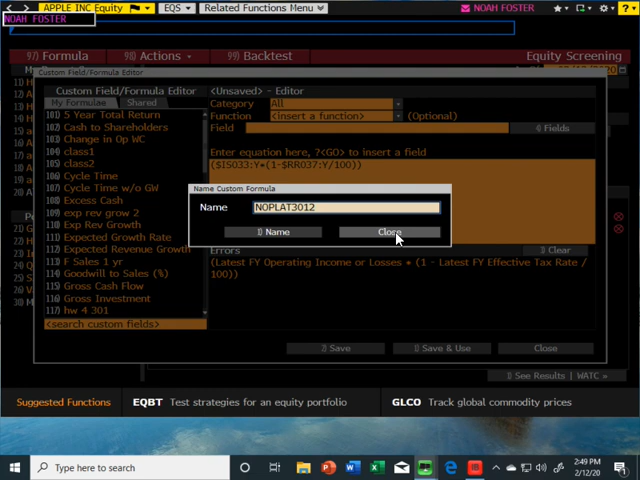 < > APPLE INC Equity EQS Related Functions Menu NOAH FOSTER
NOAH FOSTER
97) Formula 98) Actions 99) Backtest Equity Screening
Custom Field/Formula Editor
Custom Field/Formula Editor
My Formulae Shared
101) 5 Year Total Return
102) Cash to Shareholders
103) Change in Op WC
104) class1
105) class2
106) Cycle Time
107) Cycle Time w/o GW
108) Excess Cash
109) exp rev grow 2
110) Exp Rev Growth
111) Expected Growth Rate
112) Expected Revenue Growth
113) F Sales 1 yr
114) Goodwill to Sales (%)
115) Gross Cash Flow
116) Gross Investment
117) hw 4 301
<search custom fields>
<Unsaved> - Editor
Category All
Function <insert a function> (Optional)
Field Fields
Enter equation here, ?<GO> to insert a field
($IS033:Y*(1-$RR037:Y/100))
Name Custom Formula
Name NOPLAT3012
1) Name Close
Errors Clear
(Latest FY Operating Income or Losses * (1 - Latest FY Effective Tax Rate /
100))
Save Save & Use Close
See Results | WATC »
Suggested Functions EQBT Test strategies for an equity portfolio GLCO Track global commodity prices
Type here to search
2:49 PM
2/12/20